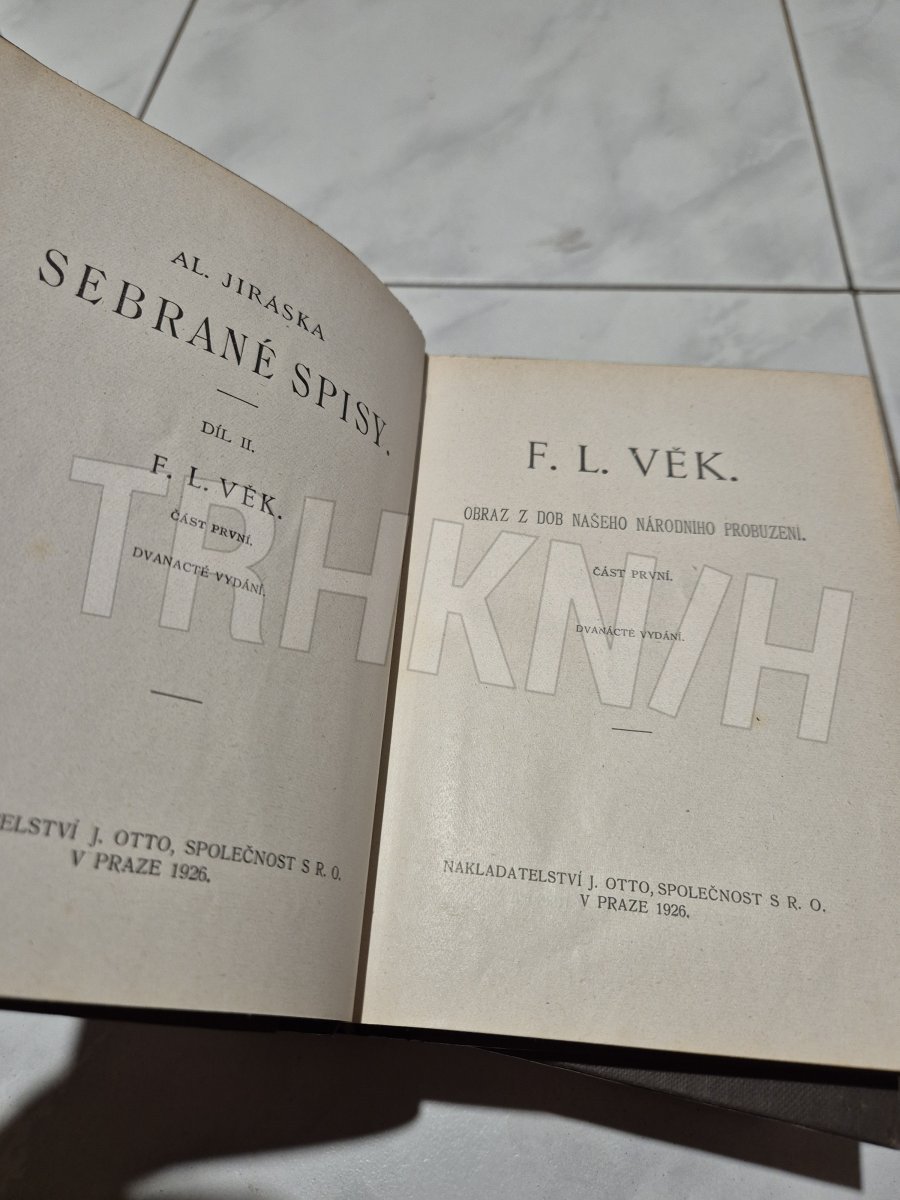 AL. JIRÁSKA
SEBRANÉ SPISY.
DÍL II.
F. L. VĚK.
ČÁST PRVNÍ.
DVANÁCTÉ VYDÁNÍ.
J. OTTO, SPOLEČNOST S R. O.
V PRAZE 1926.
F. L. VĚK.
OBRAZ Z DOB NAŠEHO NÁRODNÍHO PROBUZENÍ.
ČÁST PRVNÍ.
DVANÁCTÉ VYDÁNÍ.
NAKLADATELSTVÍ J. OTTO, SPOLEČNOST S R. O.
V PRAZE 1926.
TRHKNIH